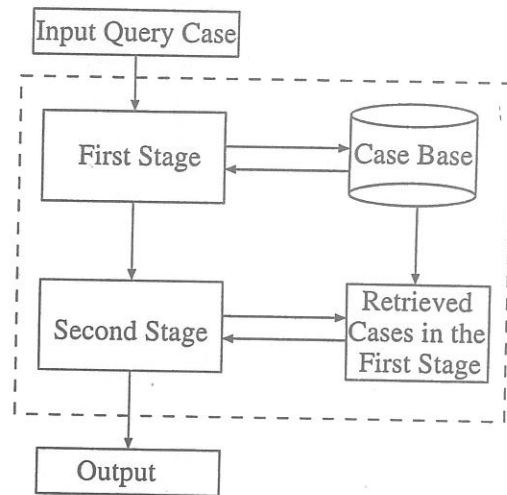 Input Query Case
First Stage
Case Base
Second Stage
Retrieved
Cases in the
First Stage
Output